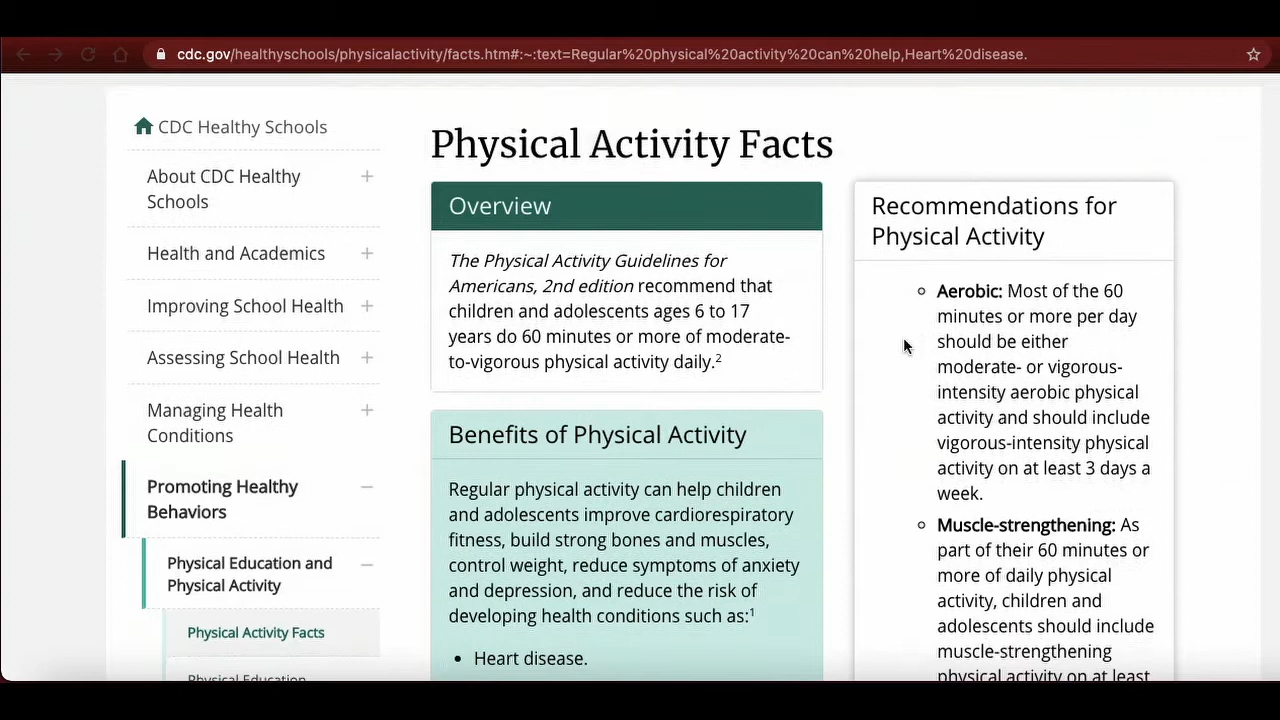 cdc.gov/healthyschools/physicalactivity/facts.htm#:~:text=Regular%20physical%20activity%20can%20help,Heart%20disease.
CDC Healthy Schools
About CDC Healthy
Schools
Health and Academics
Improving School Health
Assessing School Health
Managing Health
Conditions
Promoting Healthy
Behaviors
Physical Education and
Physical Activity
Physical Activity Facts
Physical Education
Physical Activity Facts
Overview
The Physical Activity Guidelines for
Americans, 2nd edition recommend that
children and adolescents ages 6 to 17
years do 60 minutes or more of moderate-
to-vigorous physical activity daily.²
Benefits of Physical Activity
Regular physical activity can help children
and adolescents improve cardiorespiratory
fitness, build strong bones and muscles,
control weight, reduce symptoms of anxiety
and depression, and reduce the risk of
developing health conditions such as:¹
• Heart disease.
Recommendations for
Physical Activity
Aerobic: Most of the 60
minutes or more per day
should be either
moderate- or vigorous-
intensity aerobic physical
activity and should include
vigorous-intensity physical
activity on at least 3 days a
week.
Muscle-strengthening: As
part of their 60 minutes or
more of daily physical
activity, children and
adolescents should include
muscle-strengthening
physical activity on at least